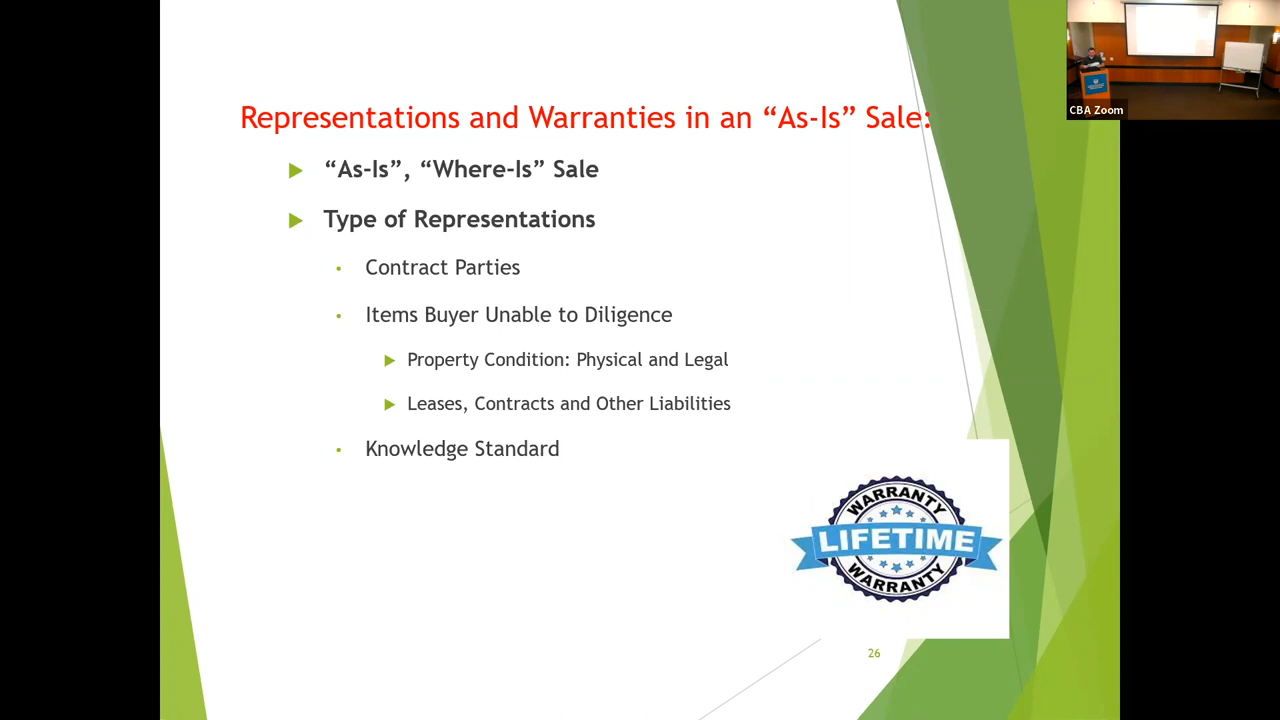 Representations and Warranties in an “As-Is” Sale:
“As-Is”, “Where-Is” Sale
Type of Representations
Contract Parties
Items Buyer Unable to Diligence
Property Condition: Physical and Legal
Leases, Contracts and Other Liabilities
Knowledge Standard
WARRANTY
LIFETIME
WARRANTY
26
CBA Zoom